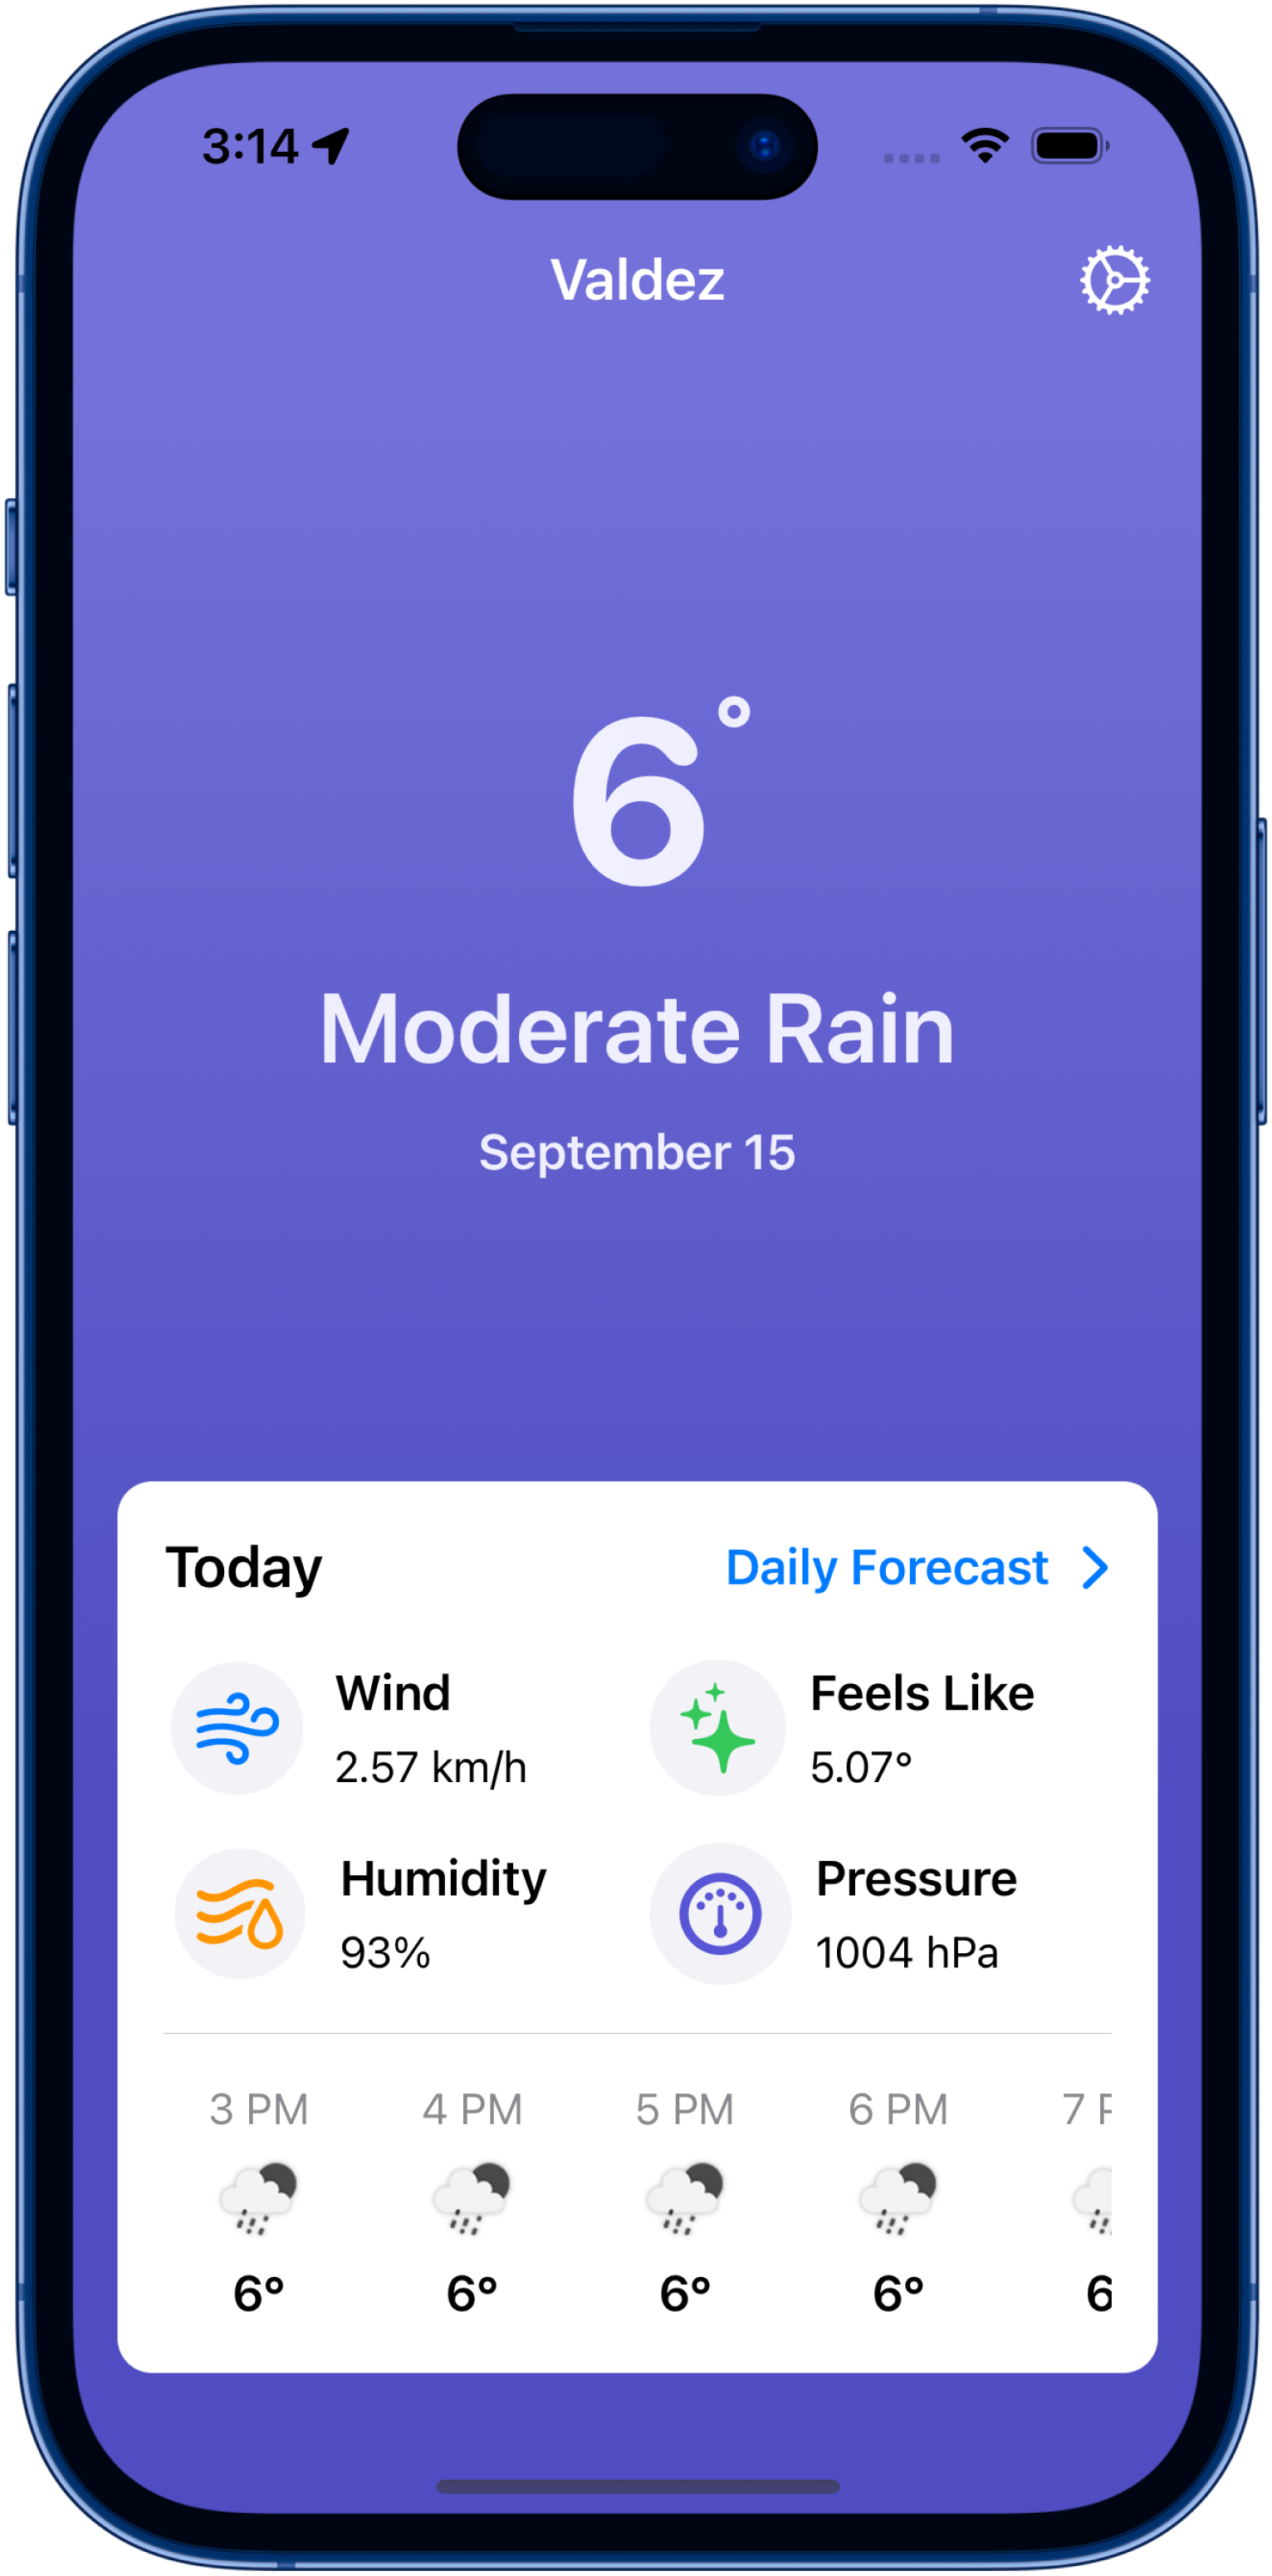 3:14
Valdez
6°
Moderate Rain
September 15
Today
Daily Forecast
Wind
2.57 km/h
Feels Like
5.07°
Humidity
93%
Pressure
1004 hPa
3 PM 4 PM 5 PM 6 PM 7 P
6° 6° 6° 6° 6